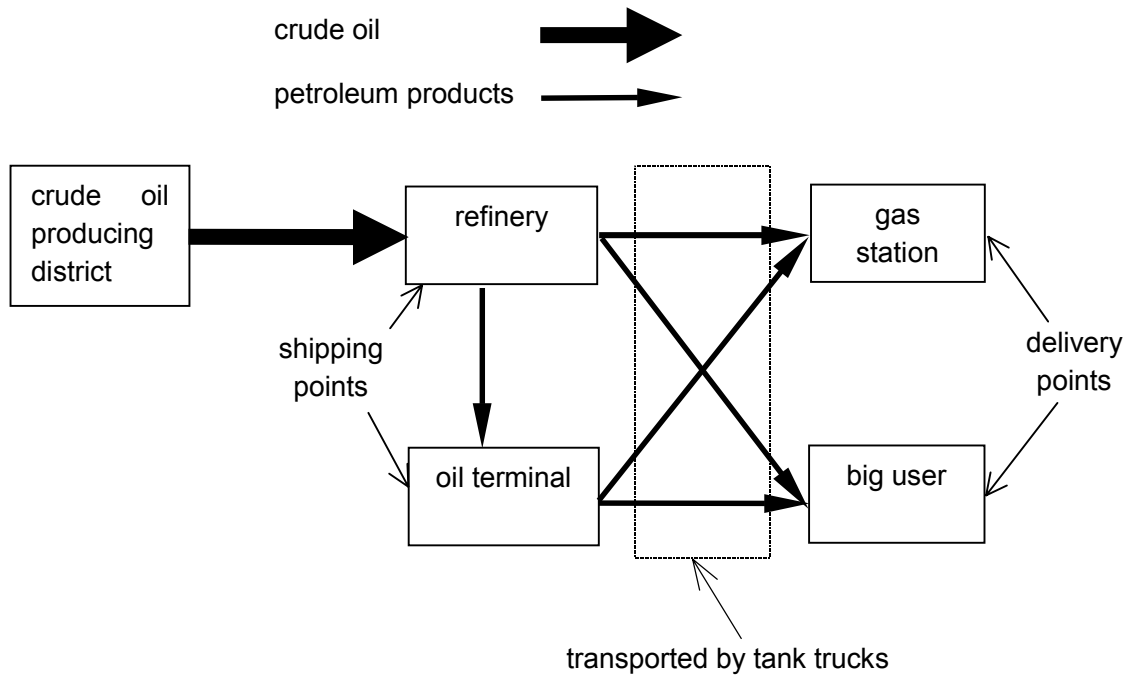 crude oil
petroleum products
crude oil
producing
district
refinery
gas
station
shipping
points
delivery
points
oil terminal
big user
transported by tank trucks